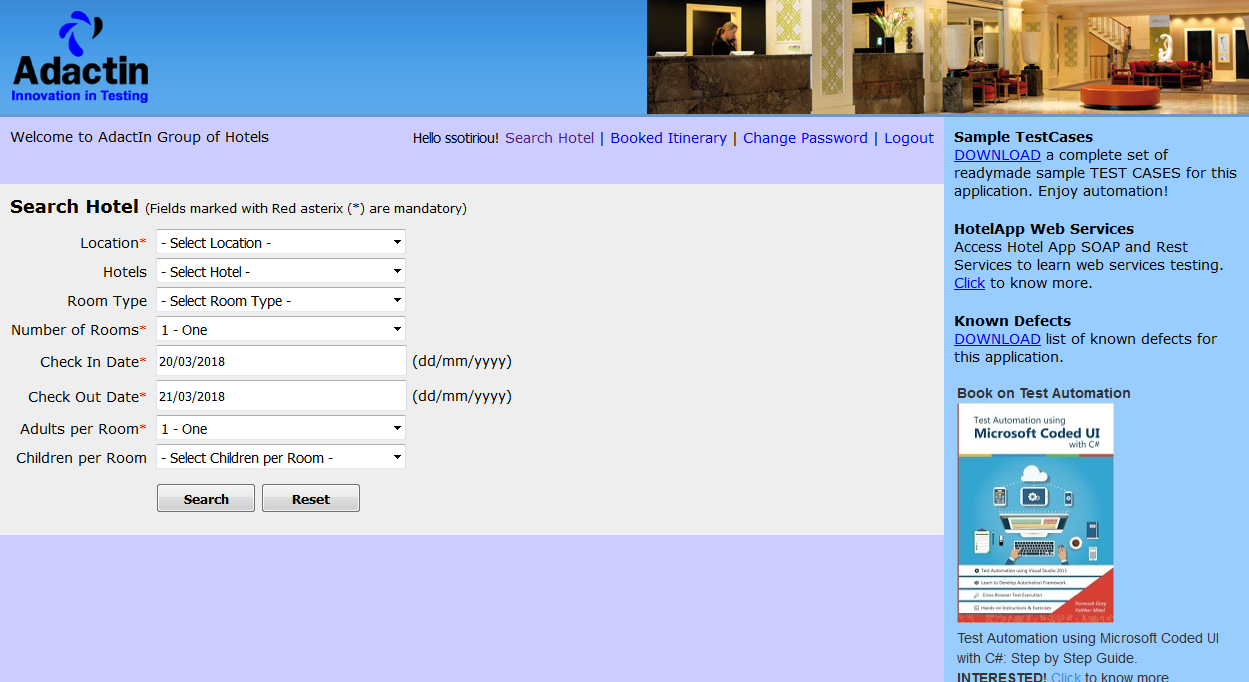 Adactin
Innovation in Testing
Welcome to AdactIn Group of Hotels
Hello ssotiriou! Search Hotel | Booked Itinerary | Change Password | Logout
Search Hotel (Fields marked with Red asterix (*) are mandatory)
Location* - Select Location -
Hotels - Select Hotel -
Room Type - Select Room Type -
Number of Rooms* 1 - One
Check In Date* 20/03/2018 (dd/mm/yyyy)
Check Out Date* 21/03/2018 (dd/mm/yyyy)
Adults per Room* 1 - One
Children per Room - Select Children per Room -
Search Reset
Sample TestCases
DOWNLOAD a complete set of
readymade sample TEST CASES for this
application. Enjoy automation!
HotelApp Web Services
Access Hotel App SOAP and Rest
Services to learn web services testing.
Click to know more.
Known Defects
DOWNLOAD list of known defects for
this application.
Book on Test Automation
Test Automation using
Microsoft Coded UI
with C#
Test Automation using Visual Studio 2015
Learn to Develop Automation Framework
Cross Browser Test Execution
Hands on Instructions & Exercises
Test Automation using Microsoft Coded UI
with C#: Step by Step Guide.
INTERESTED! Click to know more